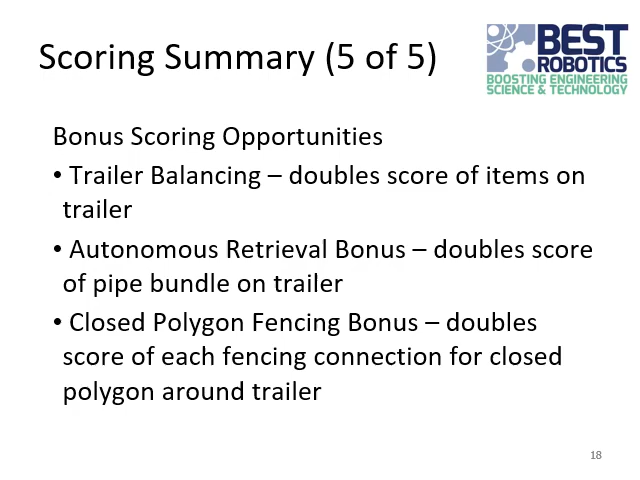 Scoring Summary (5 of 5)
BEST
ROBOTICS
BOOSTING ENGINEERING
SCIENCE & TECHNOLOGY
Bonus Scoring Opportunities
• Trailer Balancing – doubles score of items on
trailer
• Autonomous Retrieval Bonus – doubles score
of pipe bundle on trailer
• Closed Polygon Fencing Bonus – doubles
score of each fencing connection for closed
polygon around trailer
18